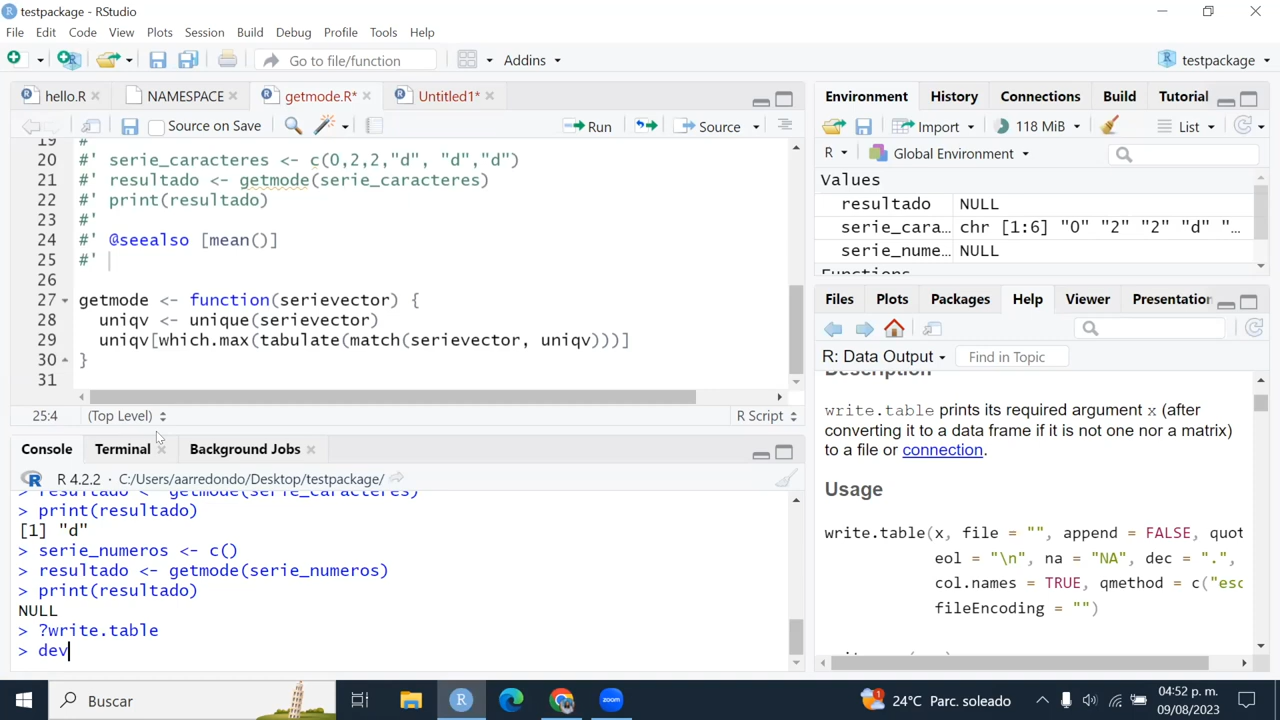 testpackage - RStudio
File Edit Code View Plots Session Build Debug Profile Tools Help
Go to file/function Addins testpackage
hello.R NAMESPACE getmode.R* Untitled1*
Source on Save Run Source
19 #'
20 #' serie_caracteres <- c(0,2,2,"d", "d","d")
21 #' resultado <- getmode(serie_caracteres)
22 #' print(resultado)
23 #'
24 #' @seealso [mean()]
25 #'
26
27 getmode <- function(serievector) {
28 uniqv <- unique(serievector)
29 uniqv[which.max(tabulate(match(serievector, uniqv)))]
30 }
31
25:4 (Top Level) R Script
Console Terminal Background Jobs
R 4.2.2 · C:/Users/aarredondo/Desktop/testpackage/
> resultado <- getmode(serie_caracteres)
> print(resultado)
[1] "d"
> serie_numeros <- c()
> resultado <- getmode(serie_numeros)
> print(resultado)
NULL
> ?write.table
> dev
Environment History Connections Build Tutorial
Import 118 MiB List
R Global Environment
Values
resultado NULL
serie_cara... chr [1:6] "0" "2" "2" "d" "...
serie_nume... NULL
Functions
Files Plots Packages Help Viewer Presentation
R: Data Output Find in Topic
Description
write.table prints its required argument x (after
converting it to a data frame if it is not one nor a matrix)
to a file or connection.
Usage
write.table(x, file = "", append = FALSE, quot
eol = "\n", na = "NA", dec = ".",
col.names = TRUE, qmethod = c("esc
fileEncoding = "")
Buscar
zoom
1
24°C Parc. soleado
04:52 p. m.
09/08/2023